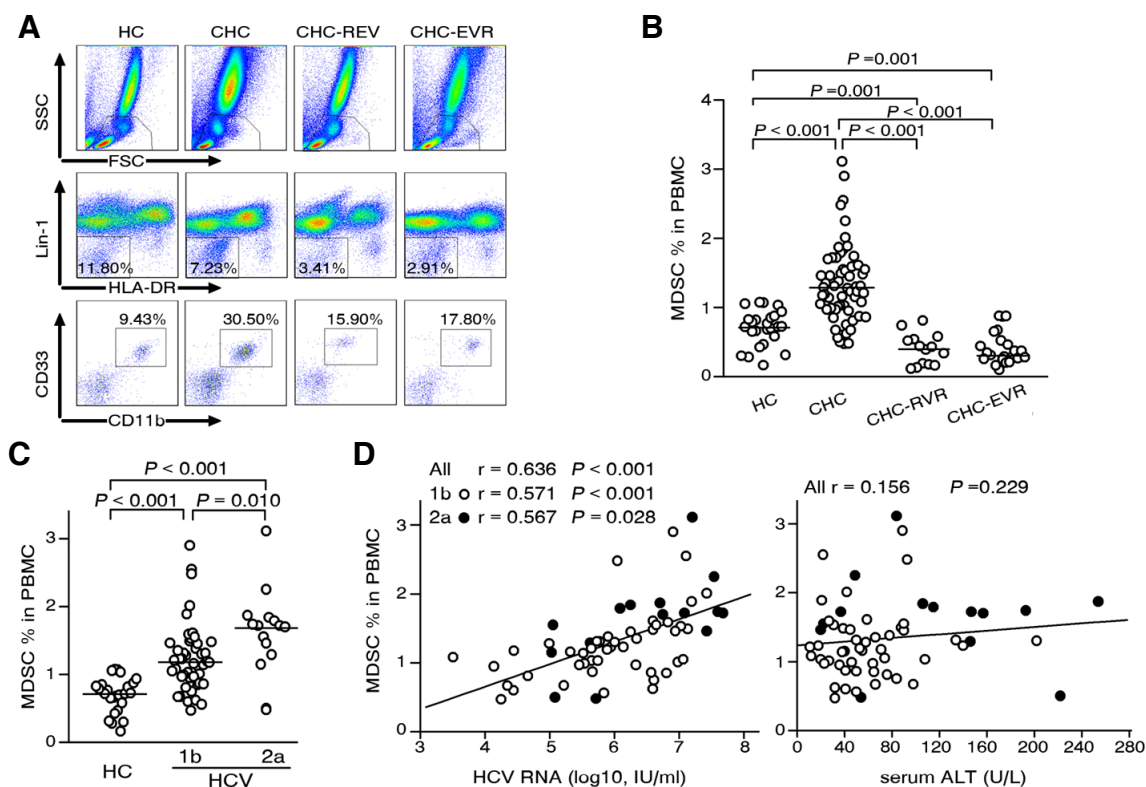 A
HC CHC CHC-REV CHC-EVR
SSC
FSC
Lin-1
11.80% 7.23% 3.41% 2.91%
HLA-DR
9.43% 30.50% 15.90% 17.80%
CD33
CD11b
B
P =0.001
P =0.001
P < 0.001
P < 0.001 P < 0.001
MDSC % in PBMC
4
3
2
1
0
HC CHC CHC-RVR CHC-EVR
C
P < 0.001
P < 0.001 P = 0.010
MDSC % in PBMC
3
2
1
0
HC 1b 2a
HCV
D
All r = 0.636 P < 0.001
1b r = 0.571 P < 0.001
2a r = 0.567 P = 0.028
MDSC % in PBMC
3
2
1
0
3 4 5 6 7 8
HCV RNA (log10, IU/ml)
All r = 0.156 P =0.229
3
2
1
0
0 40 80 120 160 200 240 280
serum ALT (U/L)